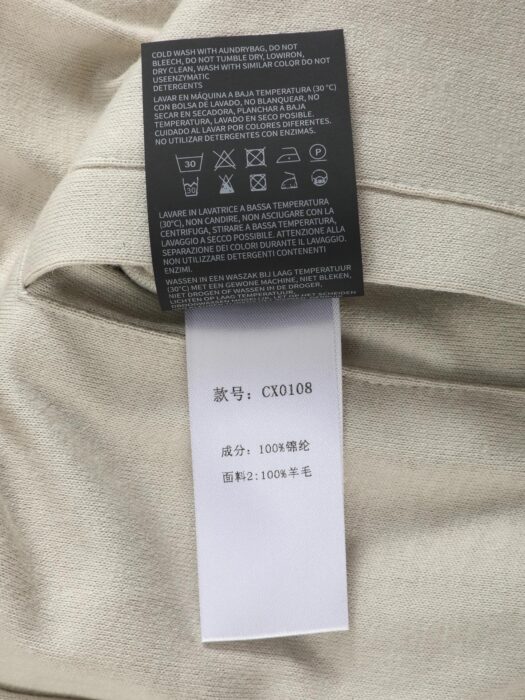 COLD WASH WITH AUNDRYBAG, DO NOT
BLEECH, DO NOT TUMBLE DRY, LOWIRON,
DRY CLEAN, WASH WITH SIMILAR COLOR DO NOT
USEENZYMATIC
DETERGENTS
LAVAR EN MÁQUINA A BAJA TEMPERATURA (30 °C)
CON BOLSA DE LAVADO, NO BLANQUEAR, NO
SECAR EN SECADORA, PLANCHAR A BAJA
TEMPERATURA, LAVADO EN SECO POSIBLE.
CUIDADO AL LAVAR POR COLORES DIFERENTES.
NO UTILIZAR DETERGENTES CON ENZIMAS.
30 P
30
LAVARE IN LAVATRICE A BASSA TEMPERATURA
(30°C), NON CANDIRE, NON ASCIUGARE CON LA
CENTRIFUGA, STIRARE A BASSA TEMPERATURA,
LAVAGGIO A SECCO POSSIBILE. ATTENZIONE ALLA
SEPARAZIONE DEI COLORI DURANTE IL LAVAGGIO.
NON UTILIZZARE DETERGENTI CONTENENTI
ENZIMI.
WASSEN IN EEN WASZAK BIJ LAAG TEMPERATUUR
(30°C) MET EEN GEWONE MACHINE, NIET BLEKEN,
NIET DROGEN OF WASSEN IN DE DROGER,
LICHTEN OP LAAG TEMPERATUUR,
款号：CX0108
成分：100%锦纶
面料2:100%羊毛